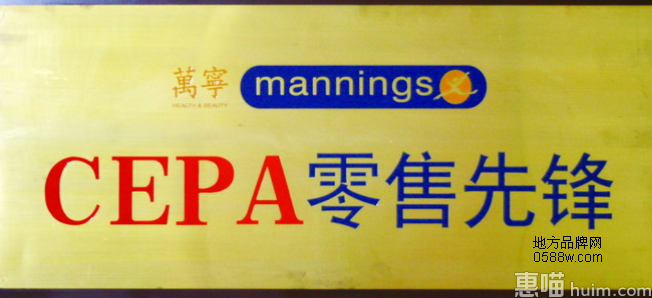 萬寧 mannings
HEALTH & BEAUTY
CEPA零售先锋
地方品牌网
0588w.com
惠喵 huim.com